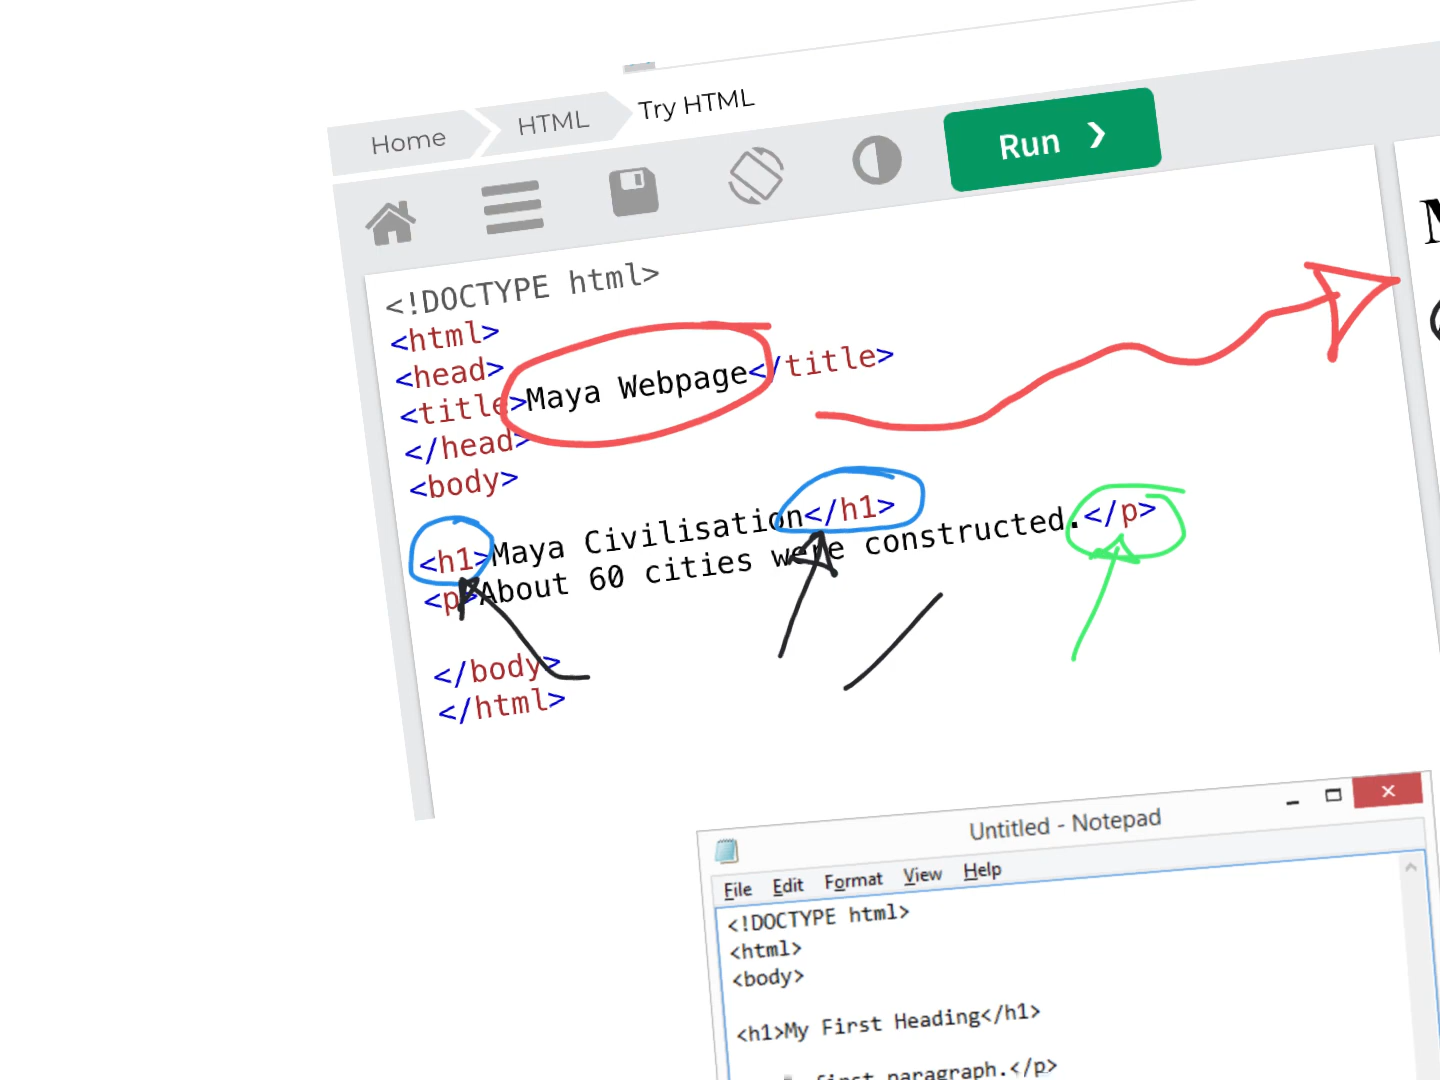 Home HTML Try HTML
Run
<!DOCTYPE html>
<html>
<head>
<title>Maya Webpage</title>
</head>
<body>
<h1>Maya Civilisation</h1>
<p>About 60 cities were constructed.</p>
</body>
</html>
Untitled - Notepad
File Edit Format View Help
<!DOCTYPE html>
<html>
<body>
<h1>My First Heading</h1>
first paragraph.</p>